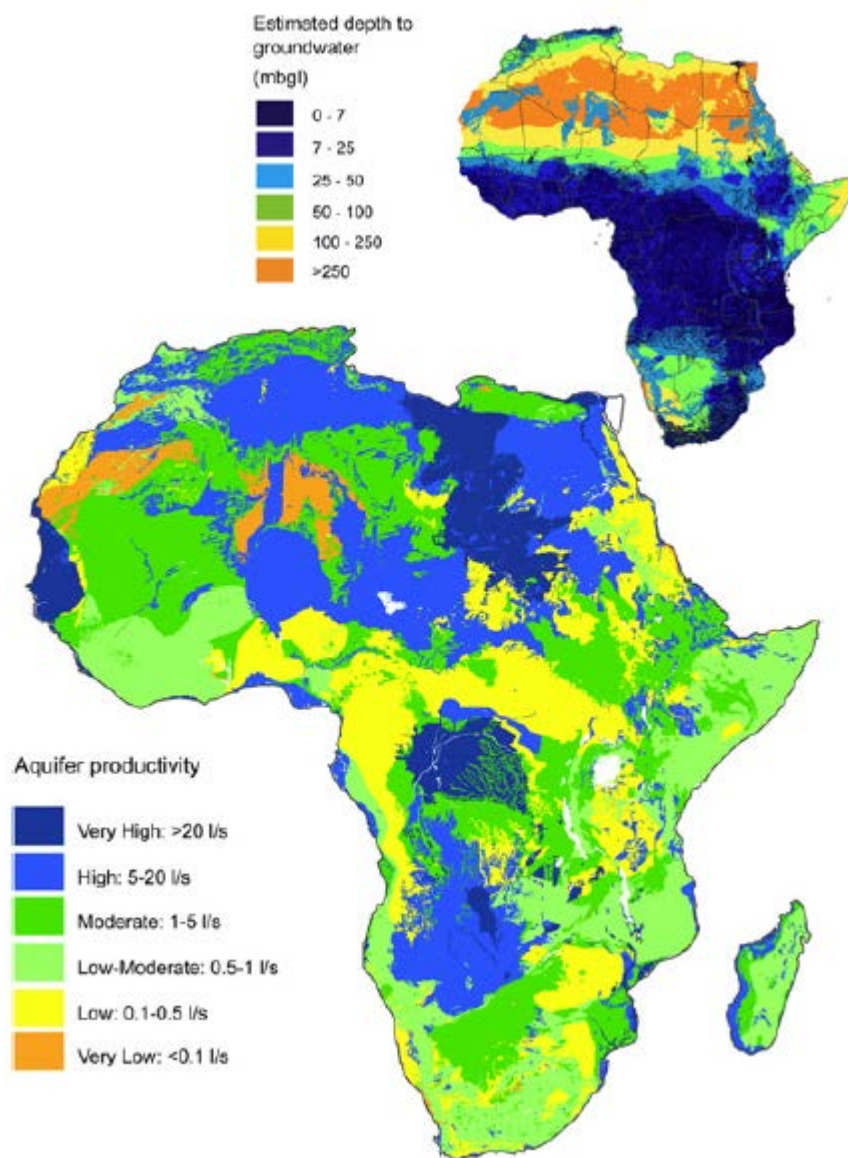 Estimated depth to
groundwater
(mbgl)
0 - 7
7 - 25
25 - 50
50 - 100
100 - 250
>250
Aquifer productivity
Very High: >20 l/s
High: 5-20 l/s
Moderate: 1-5 l/s
Low-Moderate: 0.5-1 l/s
Low: 0.1-0.5 l/s
Very Low: <0.1 l/s